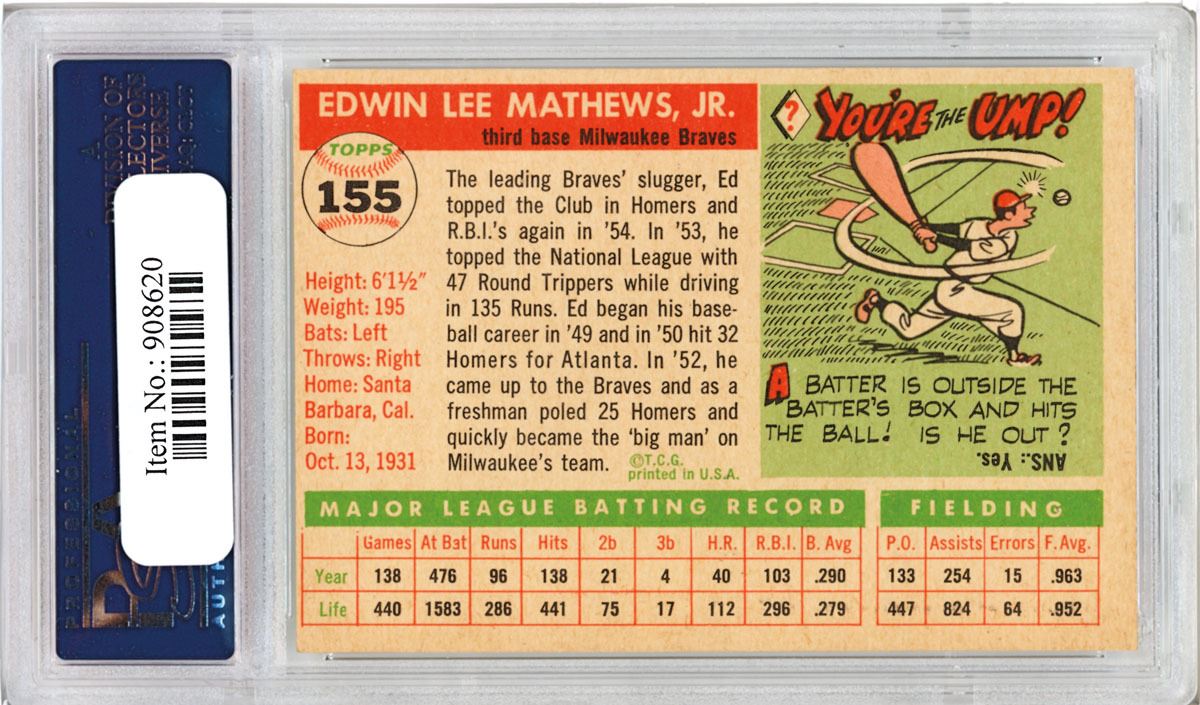 A
DIVISION OF
COLLECTORS
UNIVERSE
Item No.: 908620
PROFESSIONAL
PSA
EDWIN LEE MATHEWS, JR.
third base Milwaukee Braves
TOPPS
155
Height: 6'1½"
Weight: 195
Bats: Left
Throws: Right
Home: Santa
Barbara, Cal.
Born:
Oct. 13, 1931
The leading Braves' slugger, Ed
topped the Club in Homers and
R.B.I.'s again in '54. In '53, he
topped the National League with
47 Round Trippers while driving
in 135 Runs. Ed began his base-
ball career in '49 and in '50 hit 32
Homers for Atlanta. In '52, he
came up to the Braves and as a
freshman poled 25 Homers and
quickly became the 'big man' on
Milwaukee's team.
©T.C.G.
printed in U.S.A.
? YOU'RE THE UMP!
A BATTER IS OUTSIDE THE
BATTER'S BOX AND HITS
THE BALL! IS HE OUT?
ANS.: Yes.
MAJOR LEAGUE BATTING RECORD
Games At Bat Runs Hits 2b 3b H.R. R.B.I. B. Avg
Year 138 476 96 138 21 4 40 103 .290
Life 440 1583 286 441 75 17 112 296 .279
FIELDING
P.O. Assists Errors F. Avg.
133 254 15 .963
447 824 64 .952